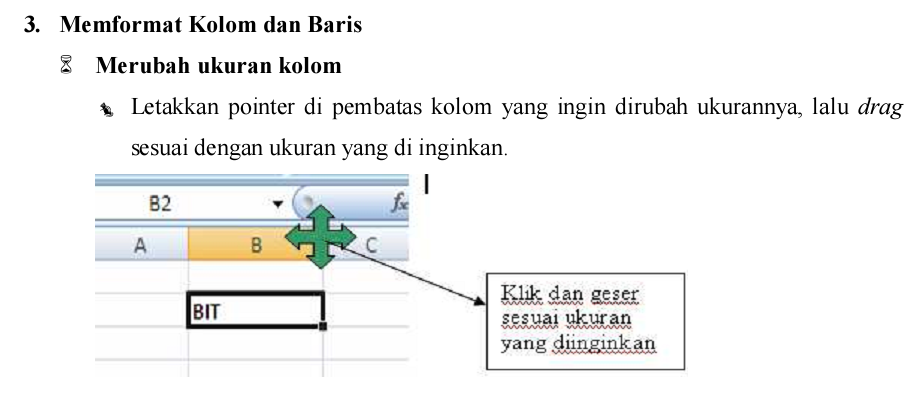 3. Memformat Kolom dan Baris
Merubah ukuran kolom
Letakkan pointer di pembatas kolom yang ingin dirubah ukurannya, lalu drag
sesuai dengan ukuran yang di inginkan.
B2 fx
A B C
BIT
Klik dan geser
sesuai ukuran
yang diinginkan